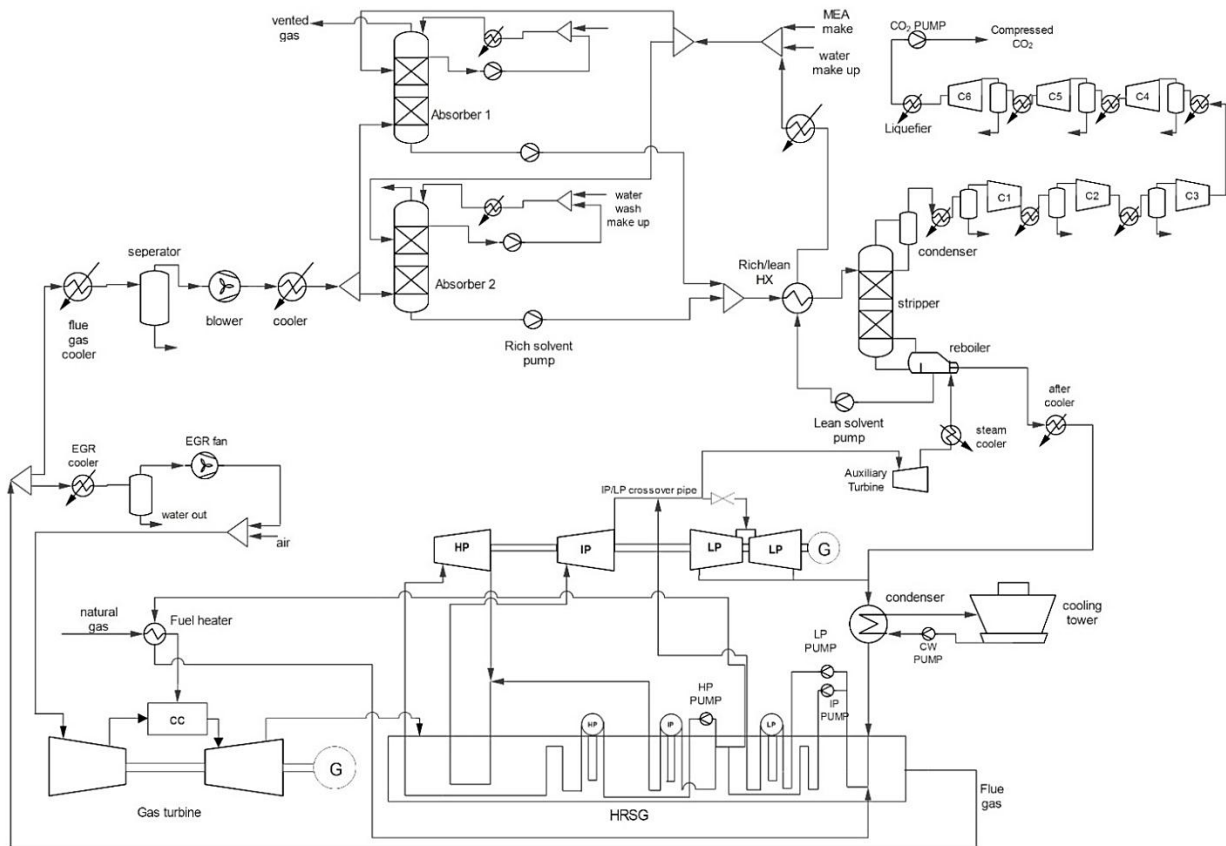 vented
gas
MEA
make
water
make up
CO₂ PUMP
Compressed
CO₂
C6
C5
C4
Liquefier
Absorber 1
C1
C2
C3
condenser
water
wash
make up
seperator
Absorber 2
Rich/lean
HX
stripper
blower
cooler
flue
gas
cooler
Rich solvent
pump
reboiler
after
cooler
Lean solvent
pump
steam
cooler
EGR
cooler
EGR fan
water out
air
Auxiliary
Turbine
IP/LP crossover pipe
HP
IP
LP
LP
G
condenser
cooling
tower
CW
PUMP
natural
gas
Fuel heater
LP
PUMP
HP
PUMP
IP
PUMP
CC
HP
IP
LP
G
Gas turbine
HRSG
Flue
gas